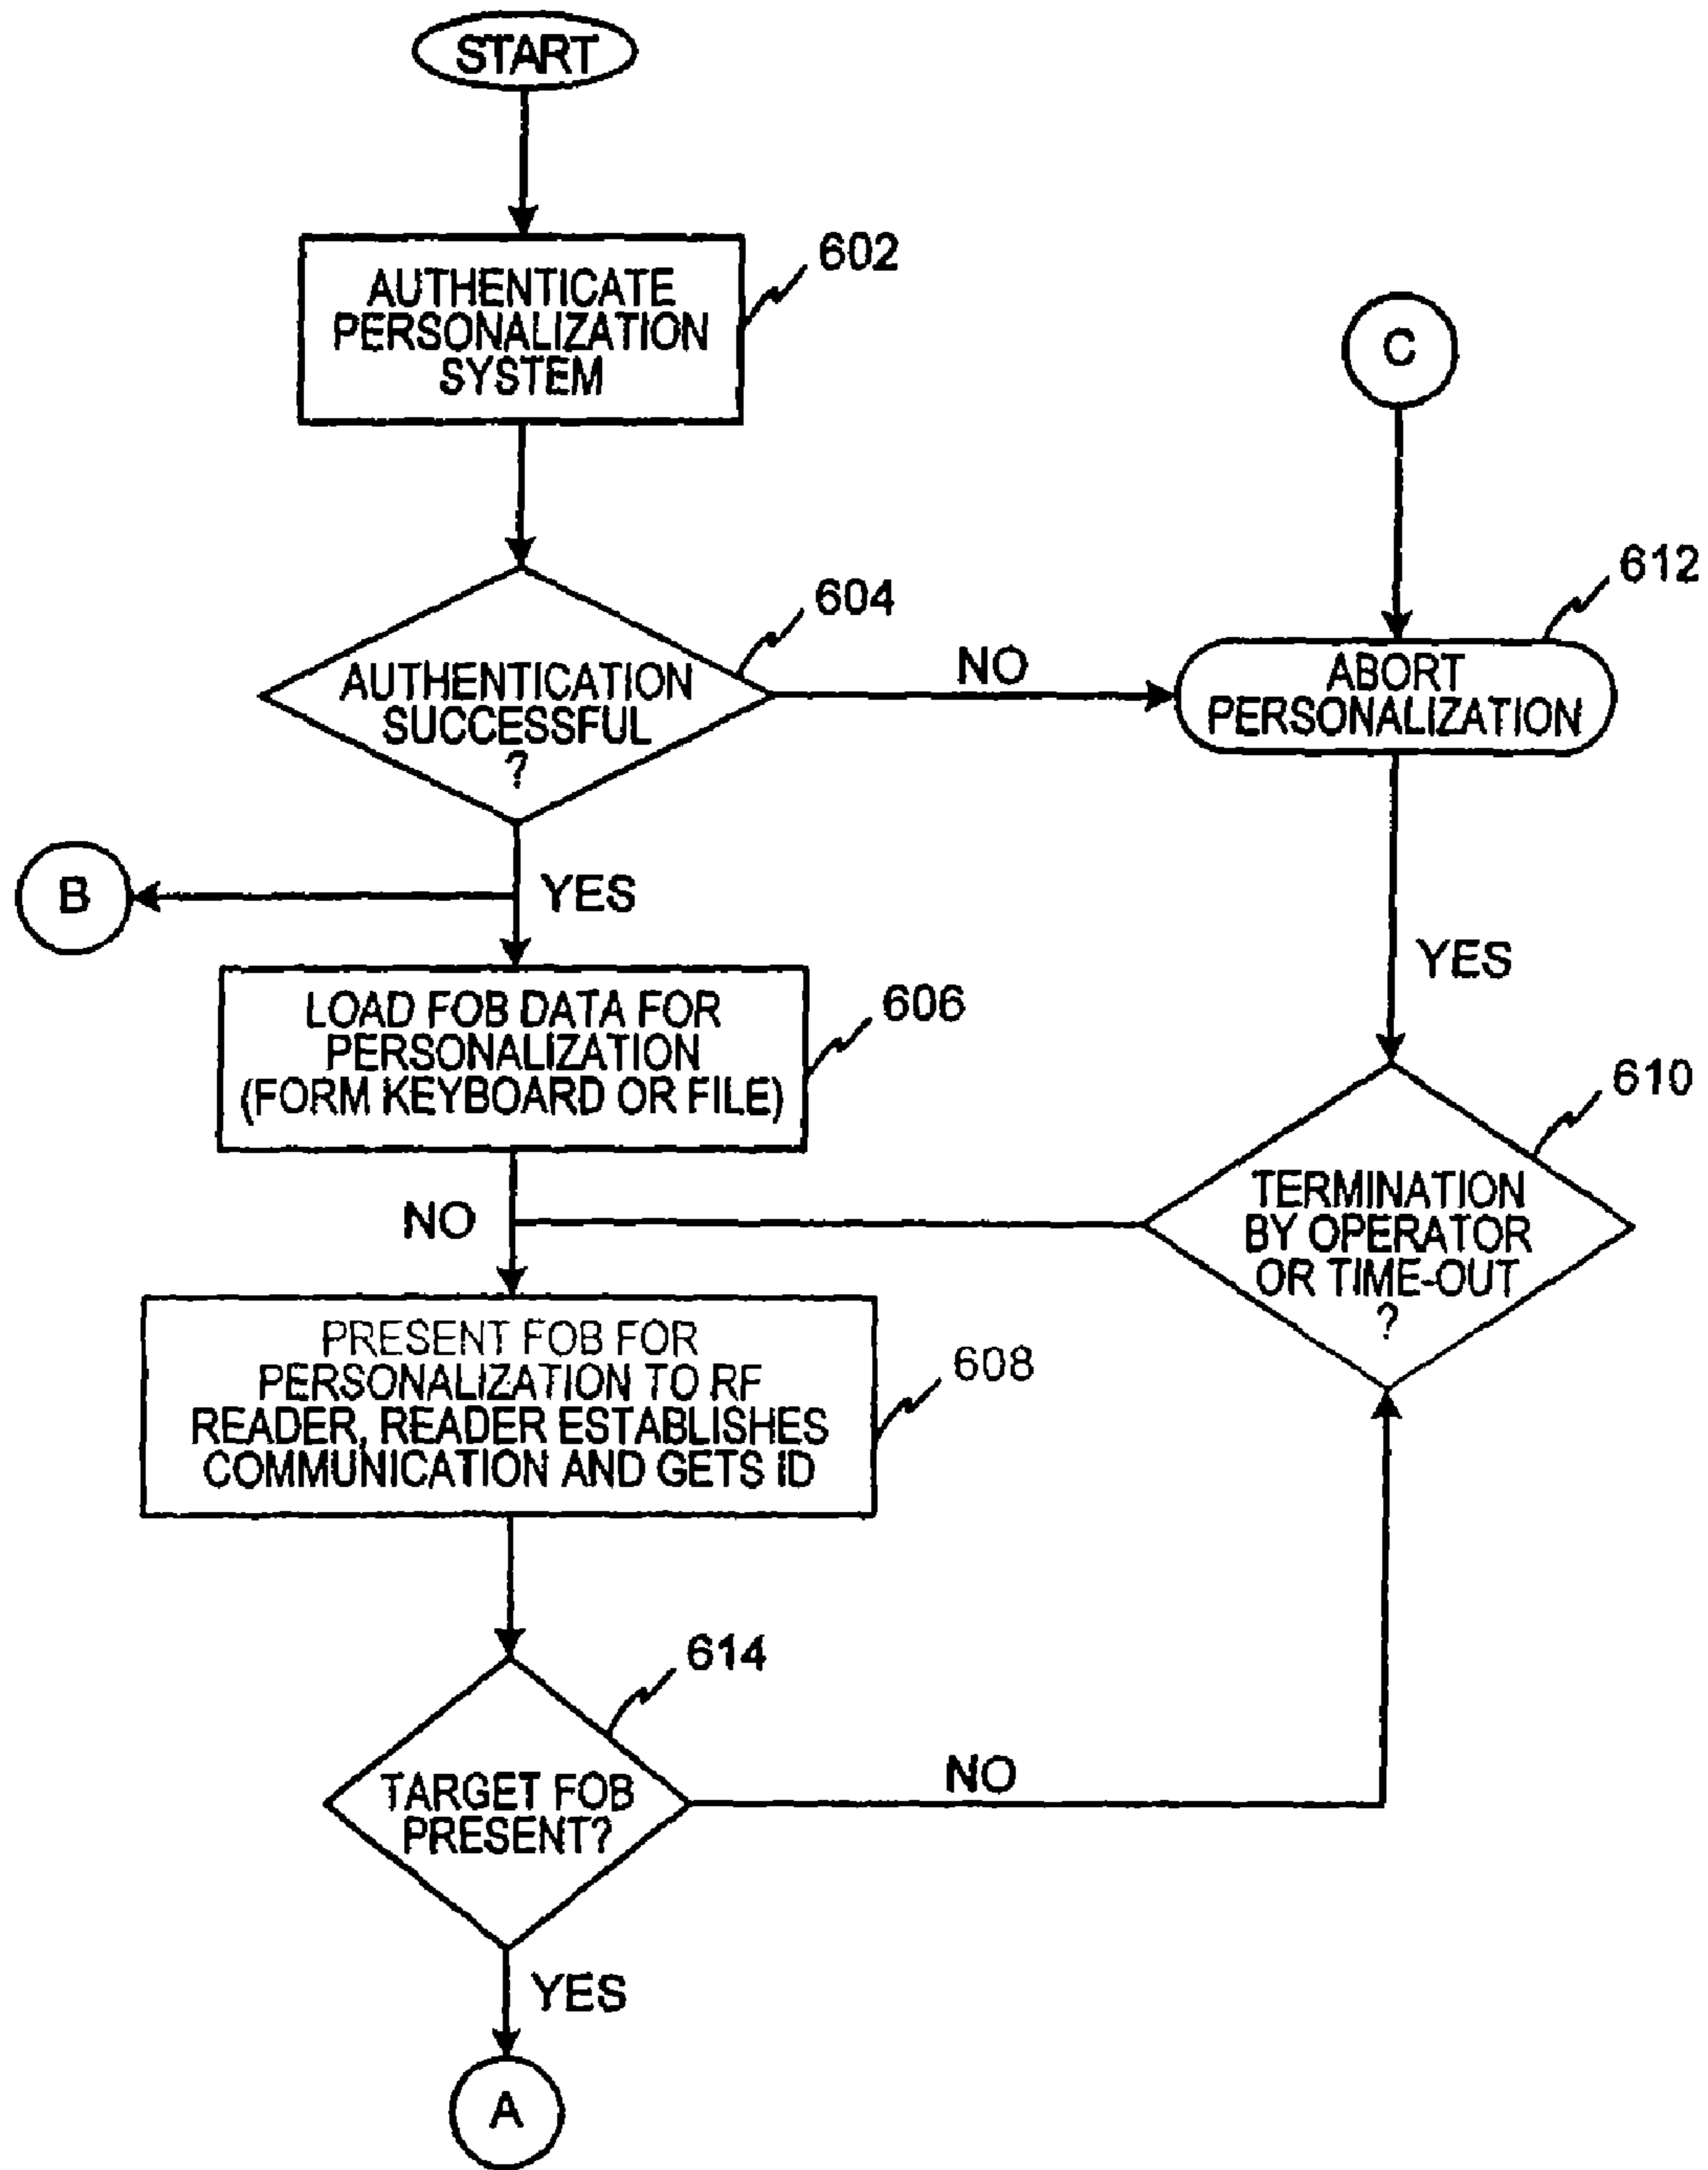 START
AUTHENTICATE
PERSONALIZATION
SYSTEM
602
C
AUTHENTICATION
SUCCESSFUL
?
604
NO
ABORT
PERSONALIZATION
612
B
YES
YES
LOAD FOB DATA FOR
PERSONALIZATION
(FORM KEYBOARD OR FILE)
606
NO
TERMINATION
BY OPERATOR
OR TIME-OUT
?
610
PRESENT FOB FOR
PERSONALIZATION TO RF
READER, READER ESTABLISHES
COMMUNICATION AND GETS ID
608
TARGET FOB
PRESENT?
614
NO
YES
A